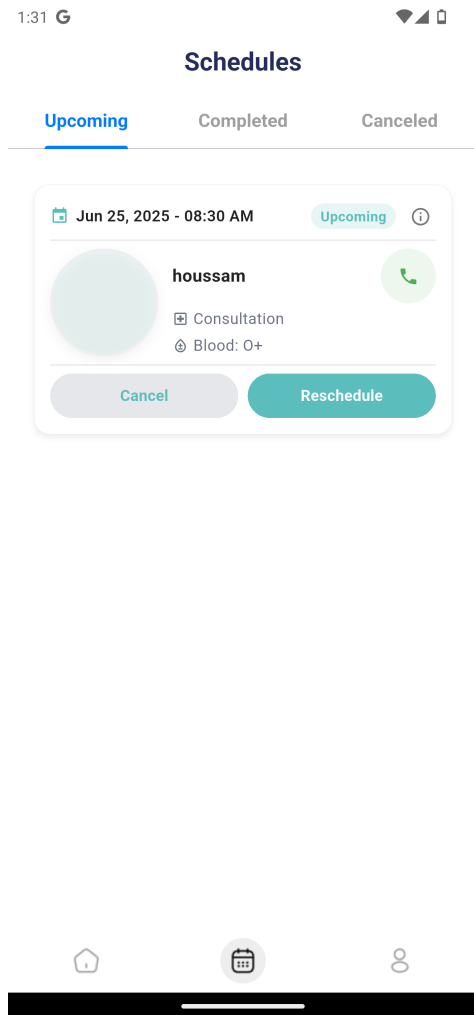 1:31
Schedules
Upcoming Completed Canceled
Jun 25, 2025 - 08:30 AM Upcoming
houssam
Consultation
Blood: O+
Cancel Reschedule